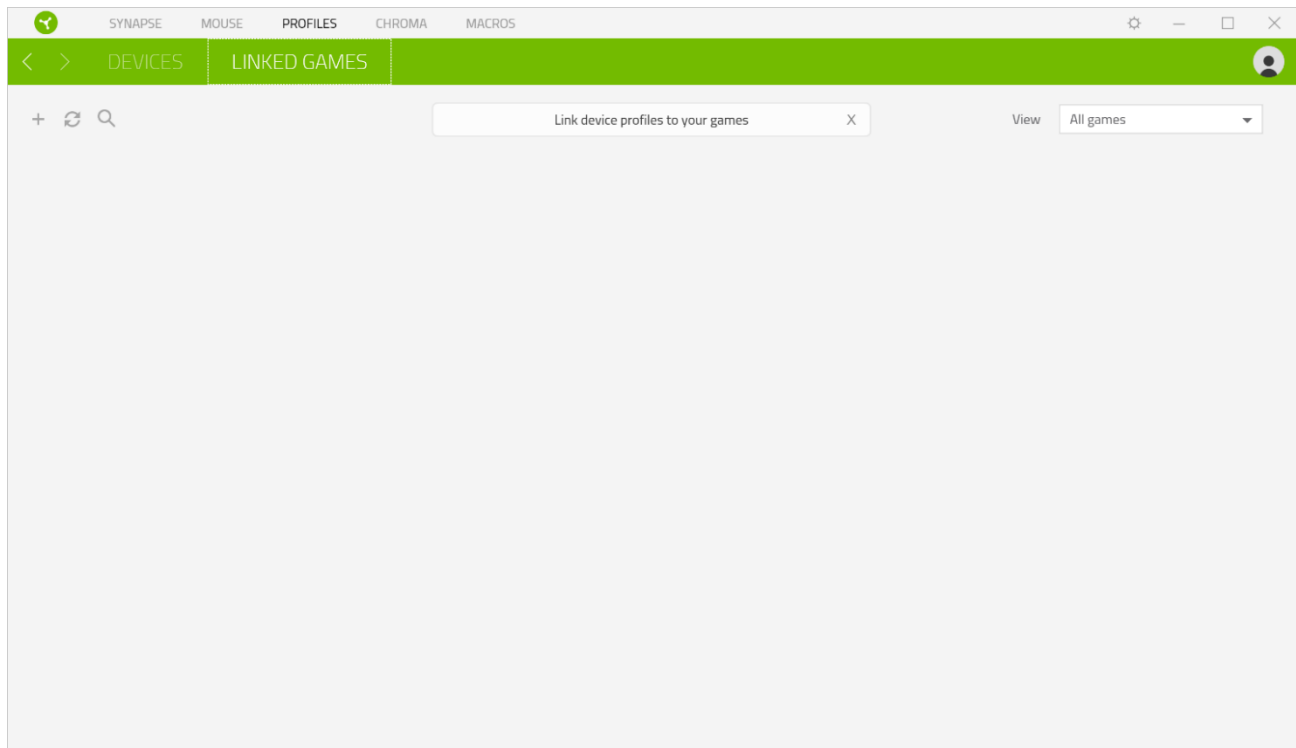 SYNAPSE MOUSE PROFILES CHROMA MACROS
DEVICES LINKED GAMES
Link device profiles to your games X View All games